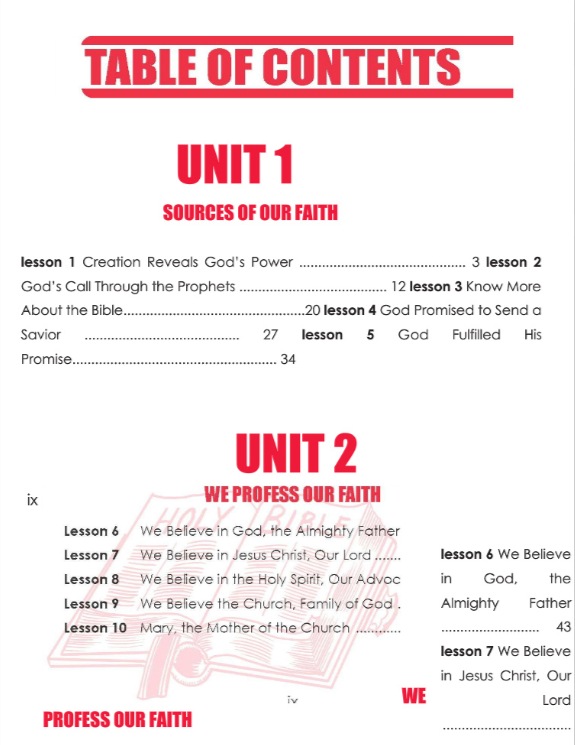 TABLE OF CONTENTS
UNIT 1
SOURCES OF OUR FAITH
lesson 1 Creation Reveals God's Power .......................................... 3 lesson 2
God's Call Through the Prophets ..................................... 12 lesson 3 Know More
About the Bible..............................................20 lesson 4 God Promised to Send a
Savior ....................................... 27 lesson 5 God Fulfilled His
Promise.................................................... 34
UNIT 2
WE PROFESS OUR FAITH
ix
HOLY BIBLE
Lesson 6 We Believe in God, the Almighty Father
Lesson 7 We Believe in Jesus Christ, Our Lord .......
Lesson 8 We Believe in the Holy Spirit, Our Advoc
Lesson 9 We Believe the Church, Family of God .
Lesson 10 Mary, the Mother of the Church ............
lesson 6 We Believe
in God, the
Almighty Father
......................... 43
lesson 7 We Believe
in Jesus Christ, Our
Lord
.......................................
iv
WE
PROFESS OUR FAITH